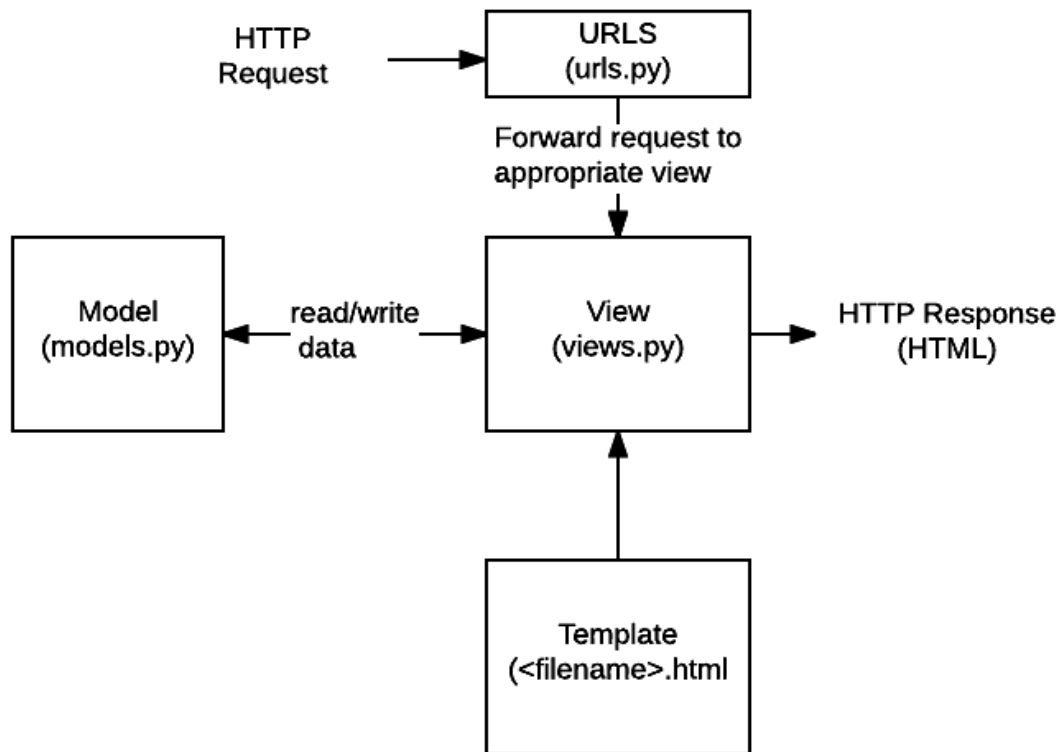 HTTP
Request
URLS
(urls.py)
Forward request to
appropriate view
Model
(models.py)
read/write
data
View
(views.py)
HTTP Response
(HTML)
Template
(<filename>.html